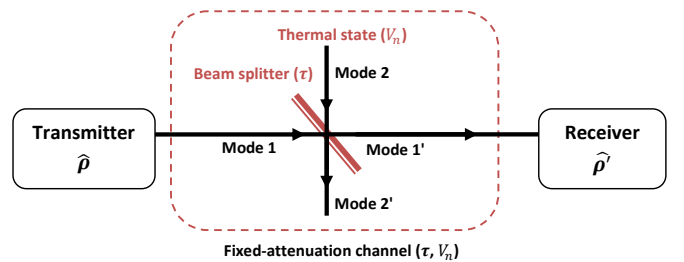 Thermal state (Vₙ)
Beam splitter (τ)
Mode 2
Transmitter
ρ̂
Mode 1
Mode 1'
Receiver
ρ̂′
Mode 2'
Fixed-attenuation channel (τ, Vₙ)